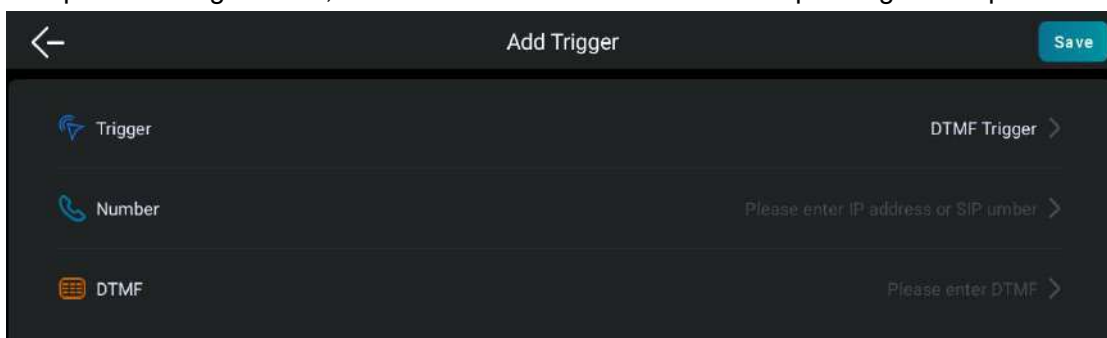 Add Trigger
Save
Trigger
DTMF Trigger
Number
Please enter IP address or SIP umber
DTMF
Please enter DTMF